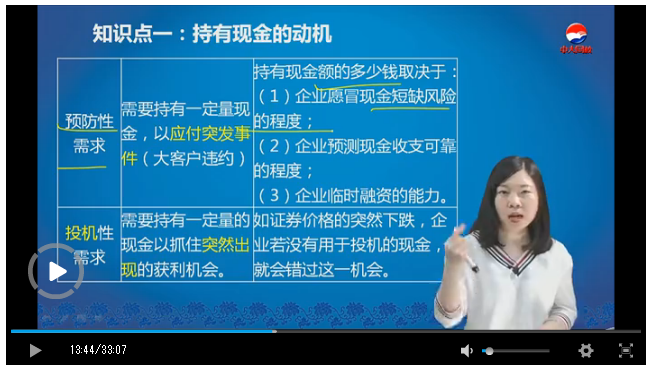 知识点一：持有现金的动机
预防性
需求
需要持有一定量现
金，以应付突发事
件（大客户违约）
持有现金额的多少钱取决于：
（1）企业愿冒现金短缺风险
的程度；
（2）企业预测现金收支可靠
的程度；
（3）企业临时融资的能力。
投机性
需求
需要持有一定量的
现金以抓住突然出
现的获利机会。
如证券价格的突然下跌，企
业若没有用于投机的现金，
就会错过这一机会。
13:44/33:07